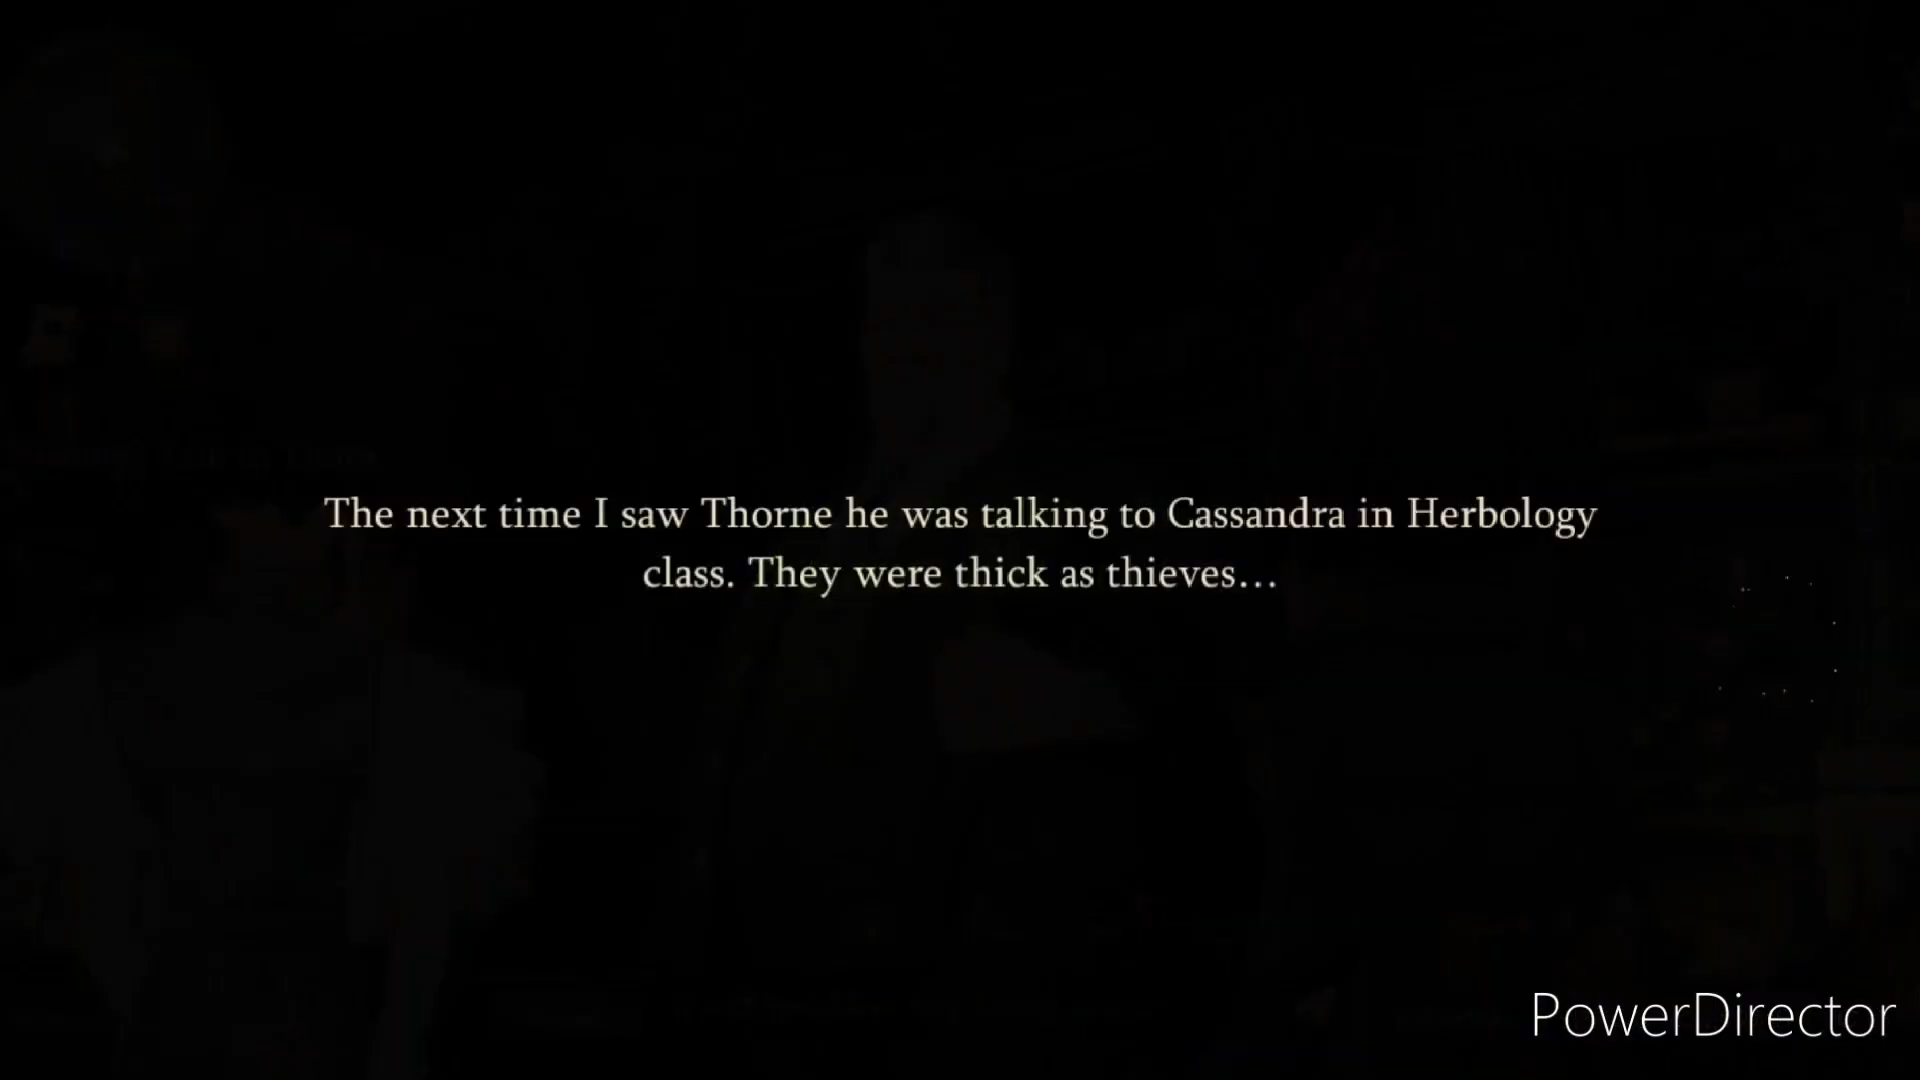 The next time I saw Thorne he was talking to Cassandra in Herbology
class. They were thick as thieves…
PowerDirector